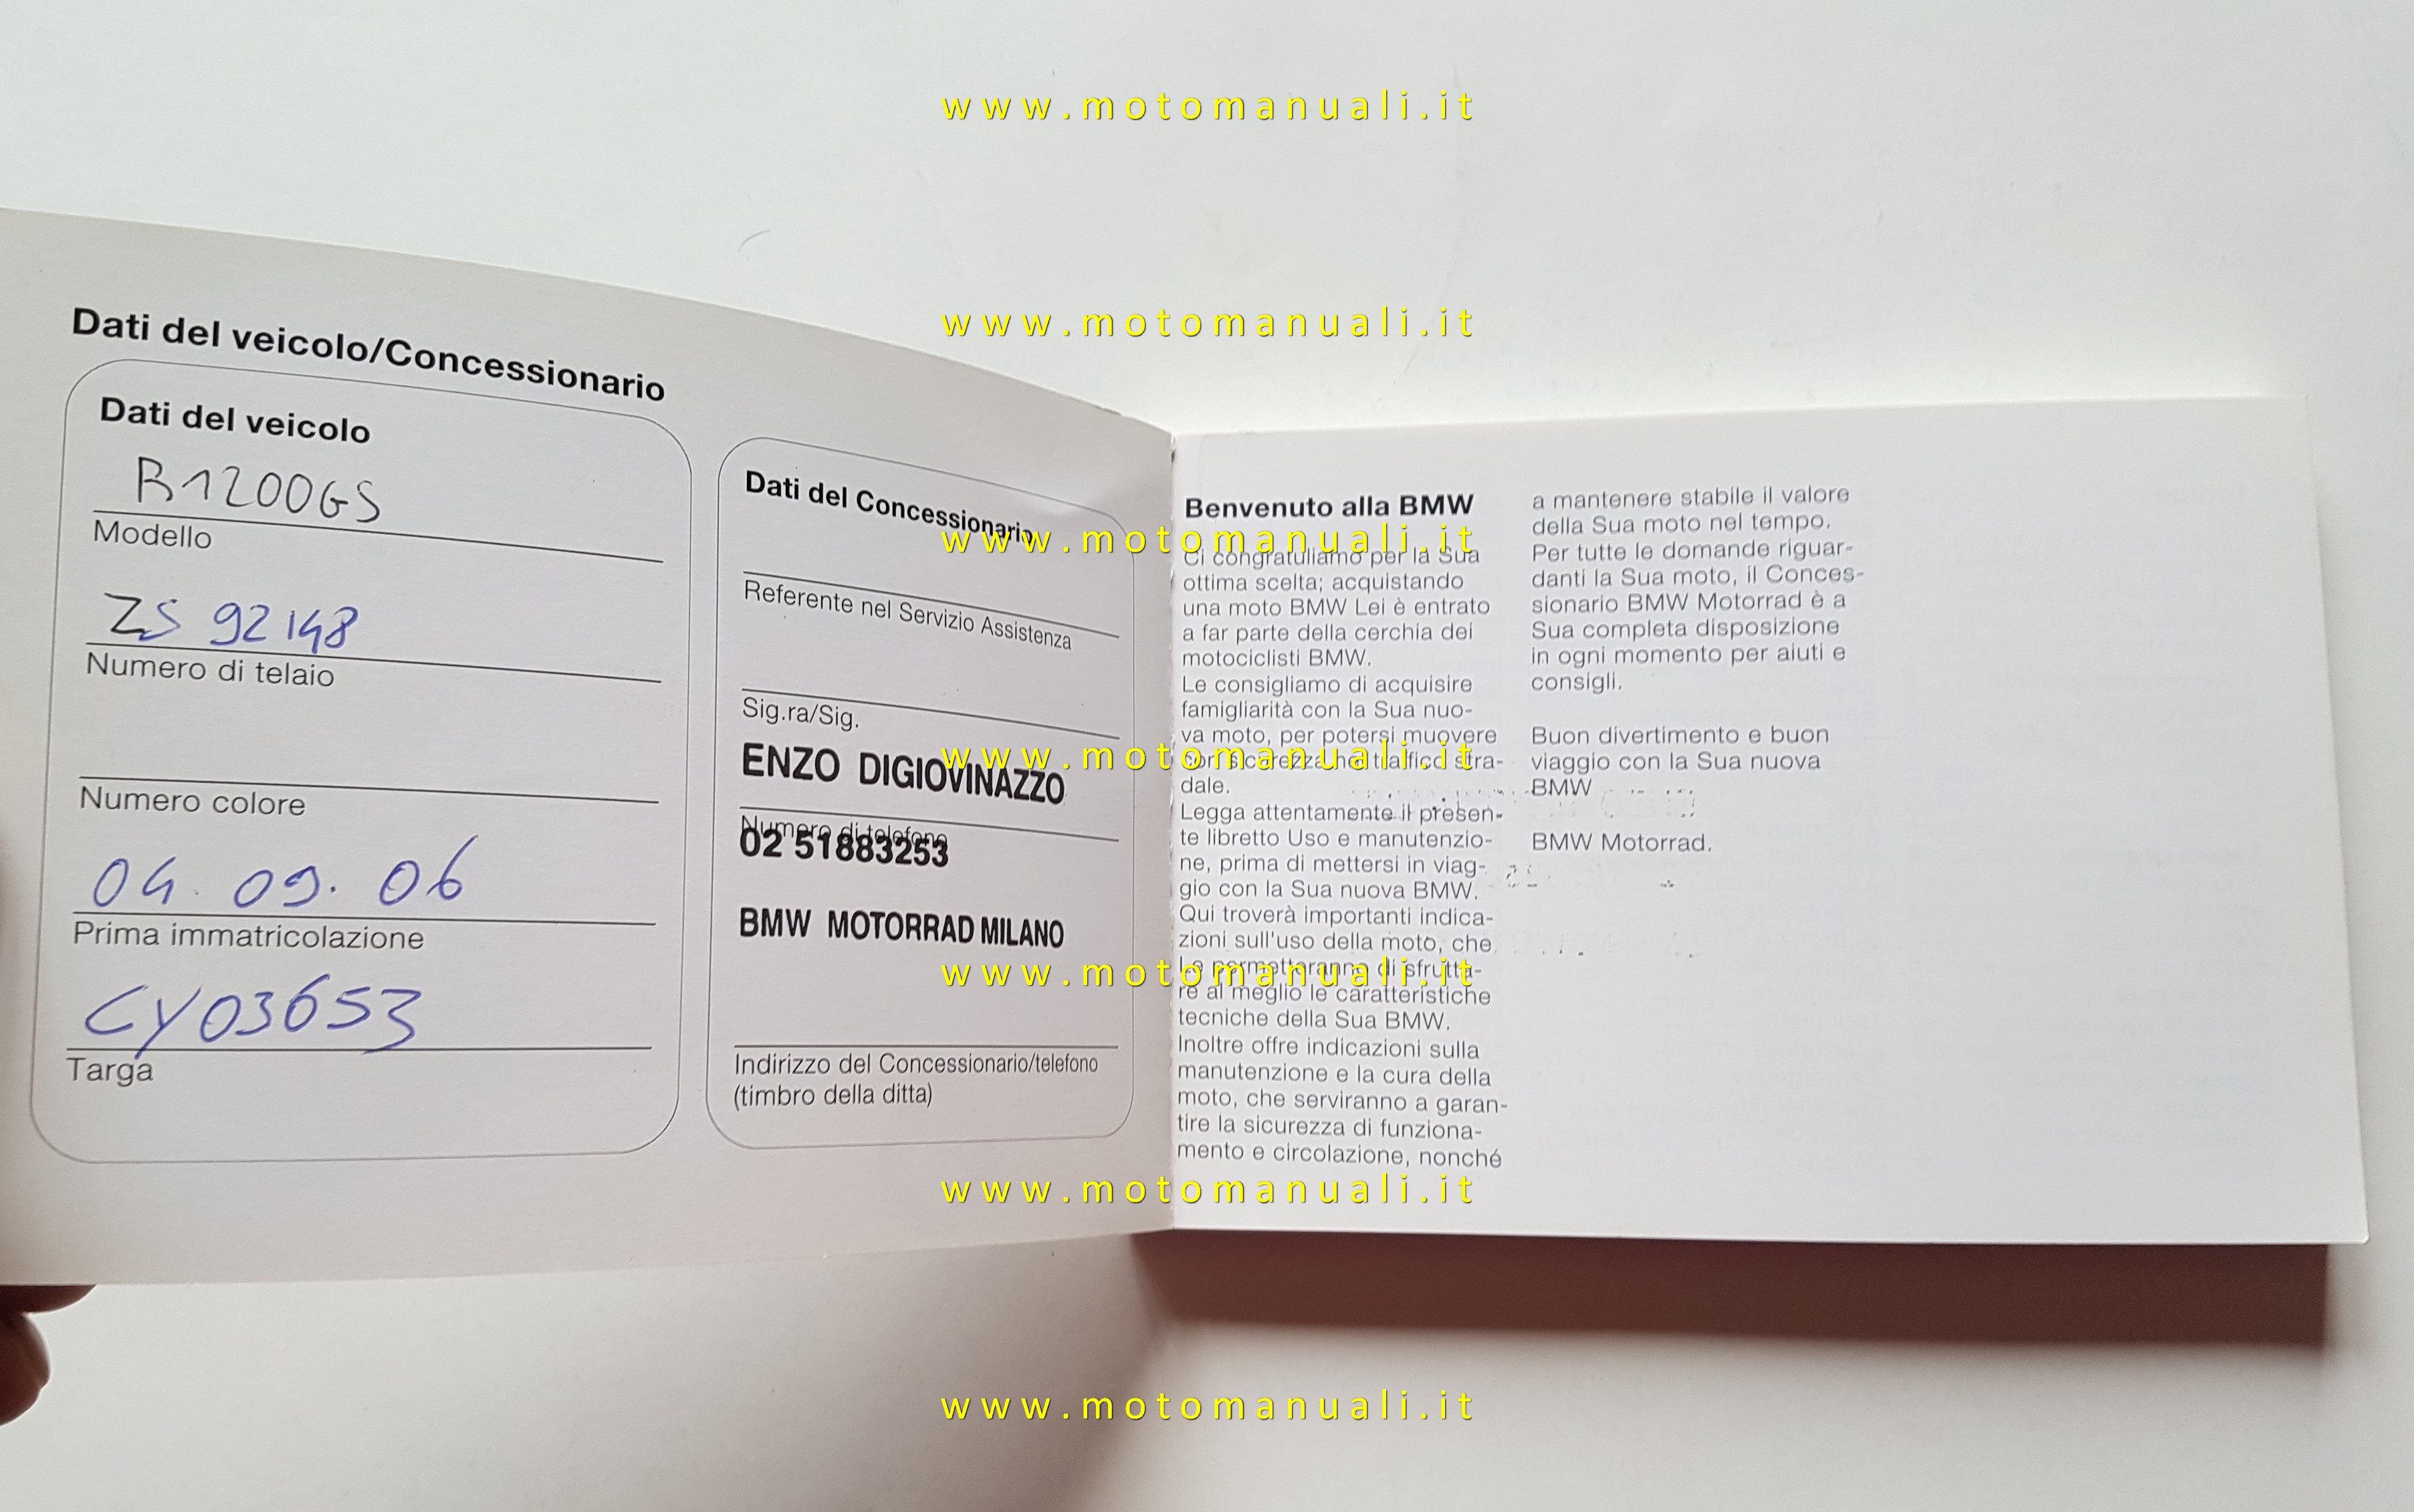 www.motomanuali.it
www.motomanuali.it
Dati del veicolo/Concessionario
Dati del veicolo
R1200GS
Modello
ZS 92148
Numero di telaio
Numero colore
04. 09. 06
Prima immatricolazione
CY03653
Targa
Dati del Concessionario
www.motomanuali.it
Referente nel Servizio Assistenza
Sig.ra/Sig.
ENZO DIGIOVINAZZO
www.motomanuali.it
Numero di telefono
02 51883253
BMW MOTORRAD MILANO
www.motomanuali.it
Indirizzo del Concessionario/telefono
(timbro della ditta)
Benvenuto alla BMW
Ci congratuliamo per la Sua
ottima scelta; acquistando
una moto BMW Lei è entrato
a far parte della cerchia dei
motociclisti BMW.
Le consigliamo di acquisire
famigliarità con la Sua nuo-
va moto, per potersi muovere
con sicurezza nel traffico stra-
dale.
Legga attentamente il presen-
te libretto Uso e manutenzio-
ne, prima di mettersi in viag-
gio con la Sua nuova BMW.
Qui troverà importanti indica-
zioni sull'uso della moto, che
Le permetteranno di sfrutta-
re al meglio le caratteristiche
tecniche della Sua BMW.
Inoltre offre indicazioni sulla
manutenzione e la cura della
moto, che serviranno a garan-
tire la sicurezza di funziona-
mento e circolazione, nonché
a mantenere stabile il valore
della Sua moto nel tempo.
Per tutte le domande riguar-
danti la Sua moto, il Conces-
sionario BMW Motorrad è a
Sua completa disposizione
in ogni momento per aiuti e
consigli.
Buon divertimento e buon
viaggio con la Sua nuova
BMW
BMW Motorrad.
www.motomanuali.it
www.motomanuali.it